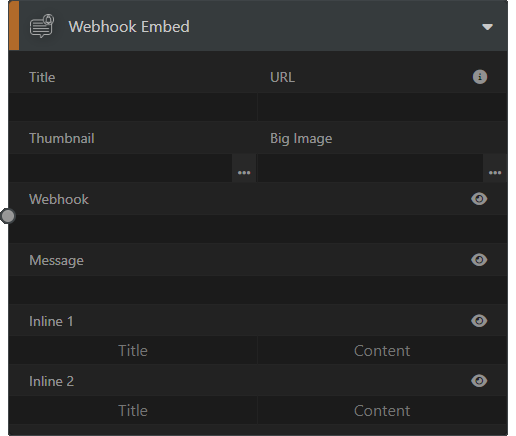 Webhook Embed
Title URL
Thumbnail Big Image
Webhook
Message
Inline 1
Title Content
Inline 2
Title Content